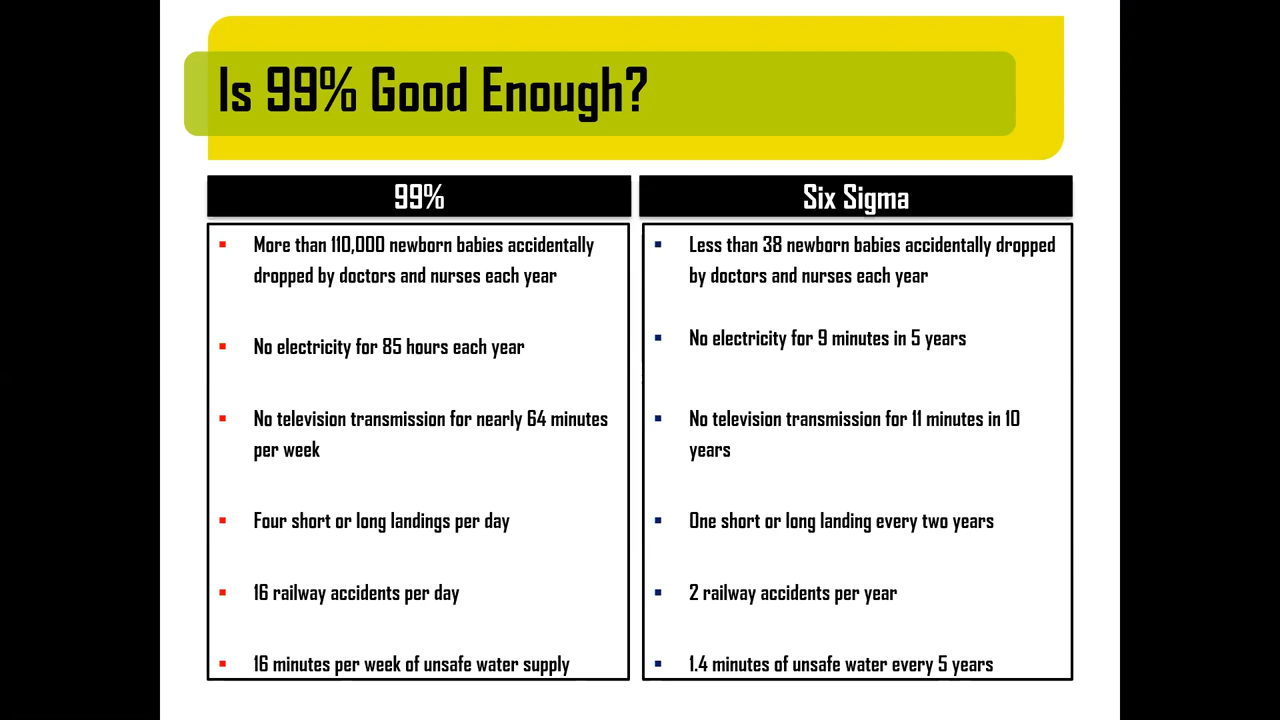 Is 99% Good Enough?
99%
More than 110,000 newborn babies accidentally
dropped by doctors and nurses each year
No electricity for 85 hours each year
No television transmission for nearly 64 minutes
per week
Four short or long landings per day
16 railway accidents per day
16 minutes per week of unsafe water supply
Six Sigma
Less than 38 newborn babies accidentally dropped
by doctors and nurses each year
No electricity for 9 minutes in 5 years
No television transmission for 11 minutes in 10
years
One short or long landing every two years
2 railway accidents per year
1.4 minutes of unsafe water every 5 years